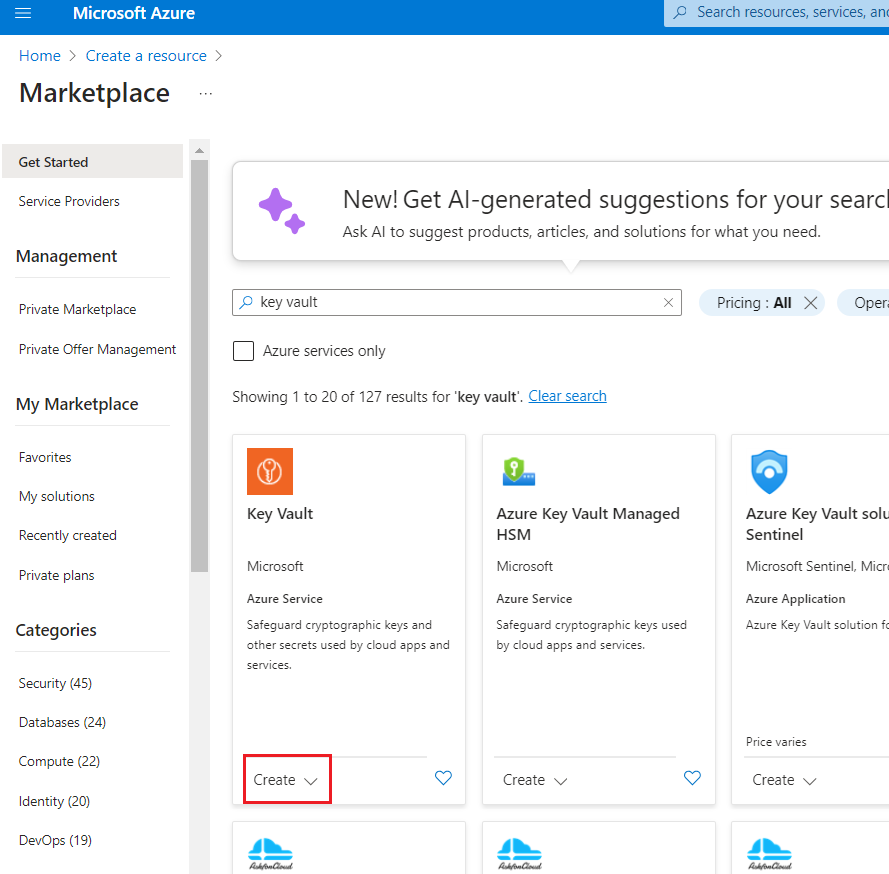 Microsoft Azure
Search resources, services, and
Home > Create a resource >
Marketplace ...
Get Started
Service Providers
Management
Private Marketplace
Private Offer Management
My Marketplace
Favorites
My solutions
Recently created
Private plans
Categories
Security (45)
Databases (24)
Compute (22)
Identity (20)
DevOps (19)
New! Get AI-generated suggestions for your search
Ask AI to suggest products, articles, and solutions for what you need.
key vault
Pricing : All
Opera
Azure services only
Showing 1 to 20 of 127 results for 'key vault'. Clear search
Key Vault
Microsoft
Azure Service
Safeguard cryptographic keys and
other secrets used by cloud apps and
services.
Create
Azure Key Vault Managed
HSM
Microsoft
Azure Service
Safeguard cryptographic keys used
by cloud apps and services.
Create
Azure Key Vault solu
Sentinel
Microsoft Sentinel, Micro
Azure Application
Azure Key Vault solution fo
Price varies
Create
AskforCloud
AskforCloud
AskforCloud